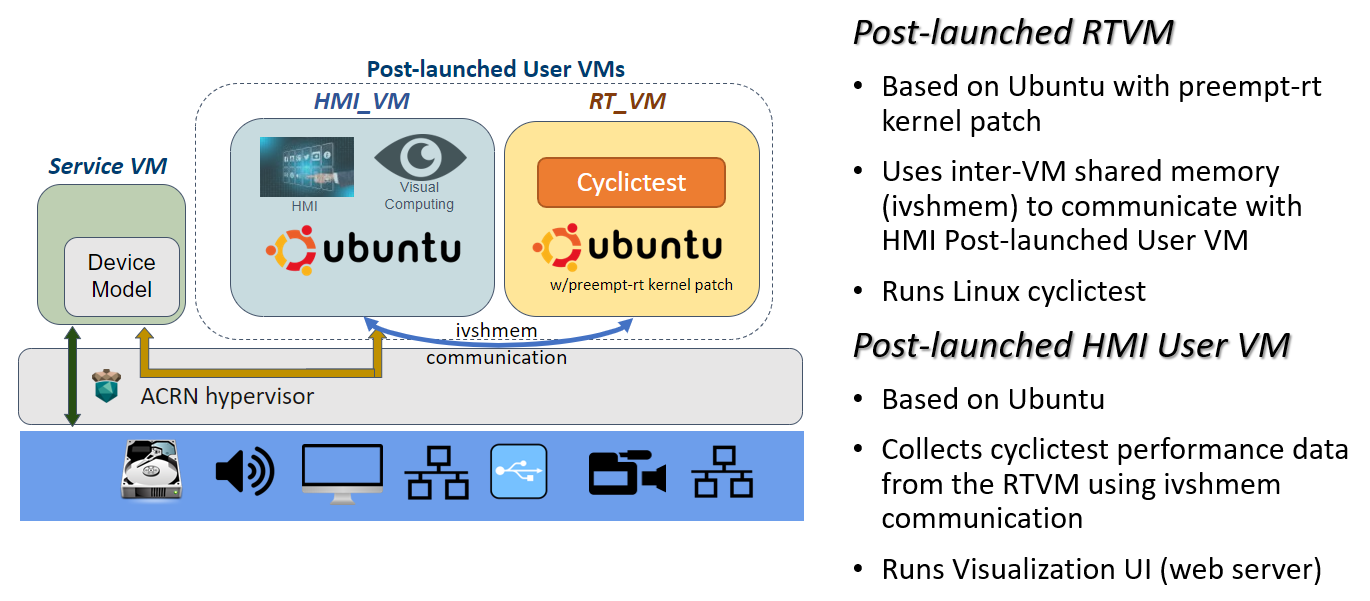 Post-launched User VMs
HMI_VM
RT_VM
Service VM
Device
Model
HMI
Visual
Computing
ubuntu
Cyclictest
ubuntu
w/preempt-rt kernel patch
ivshmem
communication
ACRN hypervisor
Post-launched RTVM
• Based on Ubuntu with preempt-rt
kernel patch
• Uses inter-VM shared memory
(ivshmem) to communicate with
HMI Post-launched User VM
• Runs Linux cyclictest
Post-launched HMI User VM
• Based on Ubuntu
• Collects cyclictest performance data
from the RTVM using ivshmem
communication
• Runs Visualization UI (web server)